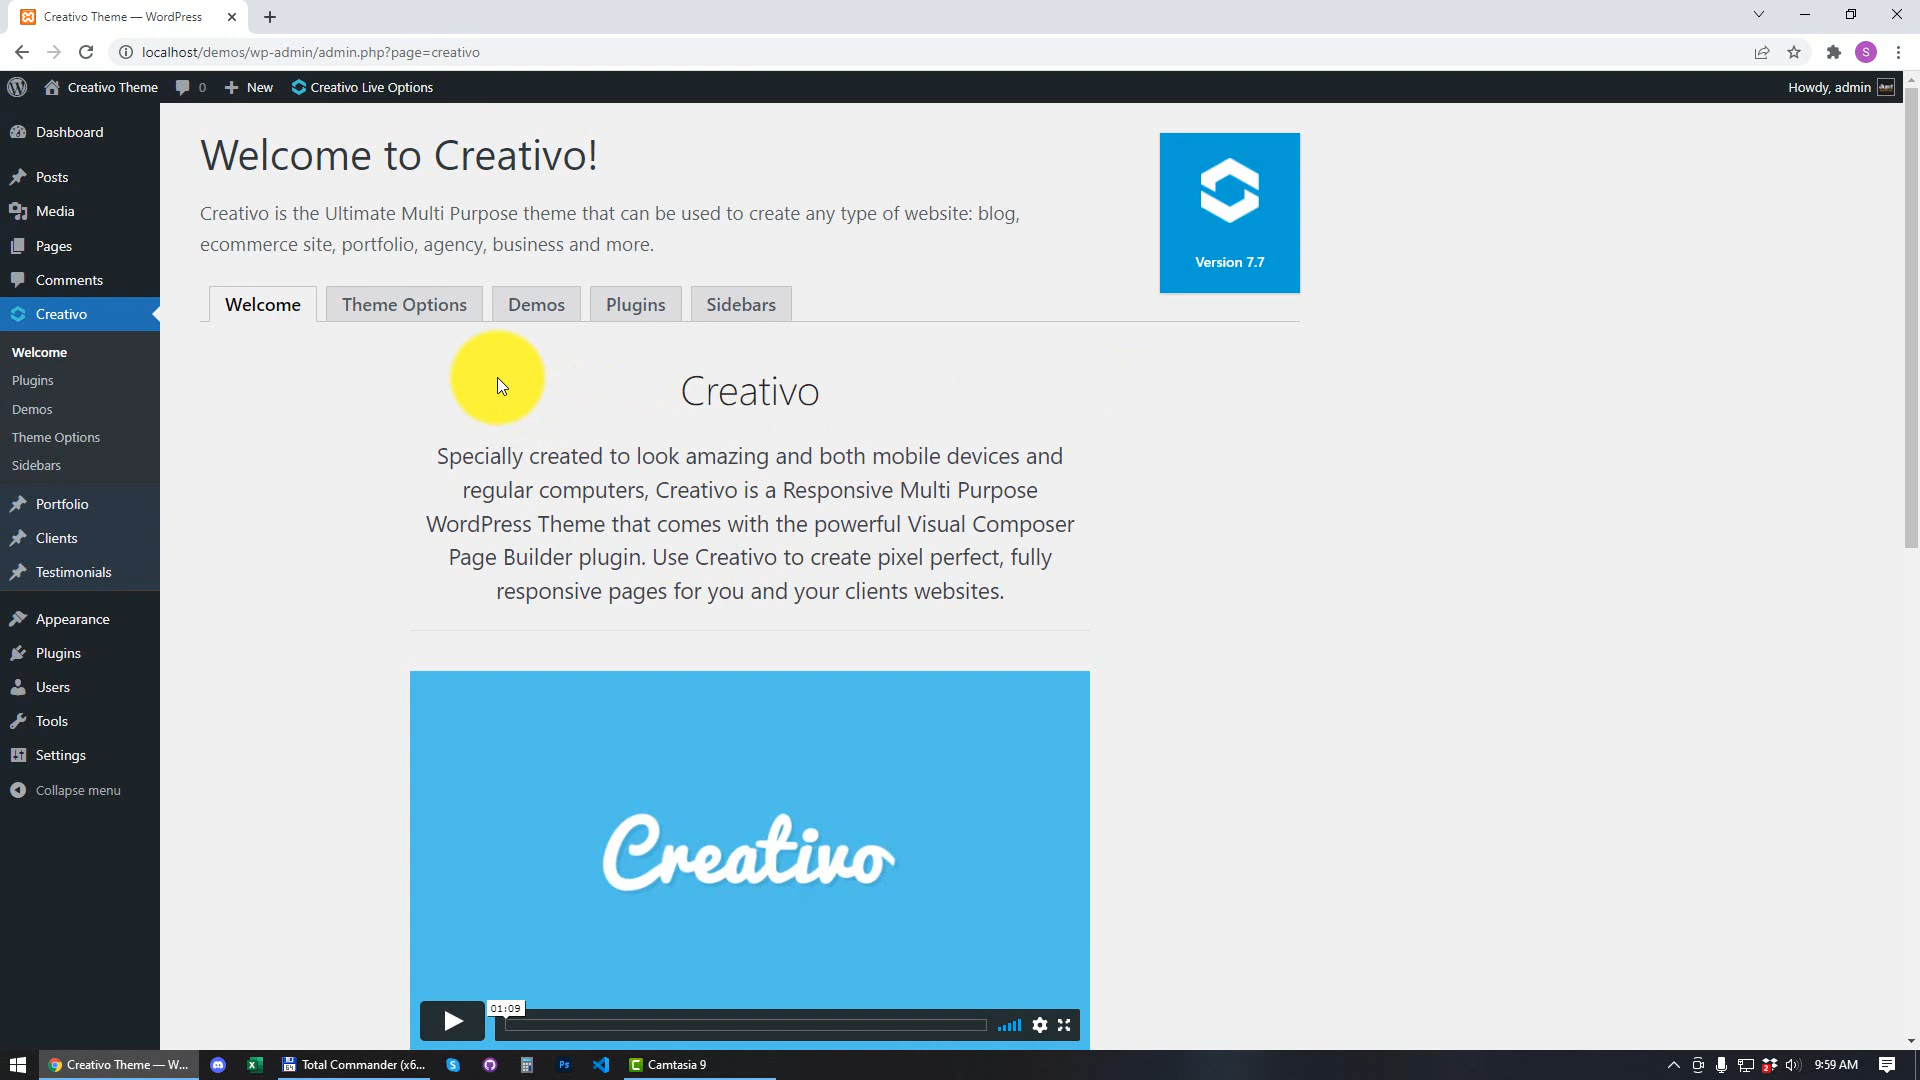 Creativo Theme — WordPress
localhost/demos/wp-admin/admin.php?page=creativo
S
Creativo Theme
0
New
Creativo Live Options
Howdy, admin
Dashboard
Posts
Media
Pages
Comments
Creativo
Welcome
Plugins
Demos
Theme Options
Sidebars
Portfolio
Clients
Testimonials
Appearance
Plugins
Users
Tools
Settings
Collapse menu
Welcome to Creativo!
Creativo is the Ultimate Multi Purpose theme that can be used to create any type of website: blog,
ecommerce site, portfolio, agency, business and more.
Version 7.7
Welcome
Theme Options
Demos
Plugins
Sidebars
Creativo
Specially created to look amazing and both mobile devices and
regular computers, Creativo is a Responsive Multi Purpose
WordPress Theme that comes with the powerful Visual Composer
Page Builder plugin. Use Creativo to create pixel perfect, fully
responsive pages for you and your clients websites.
Creativo
01:09
Creativo Theme — W...
Total Commander (x6...
Ps
Camtasia 9
2
9:59 AM